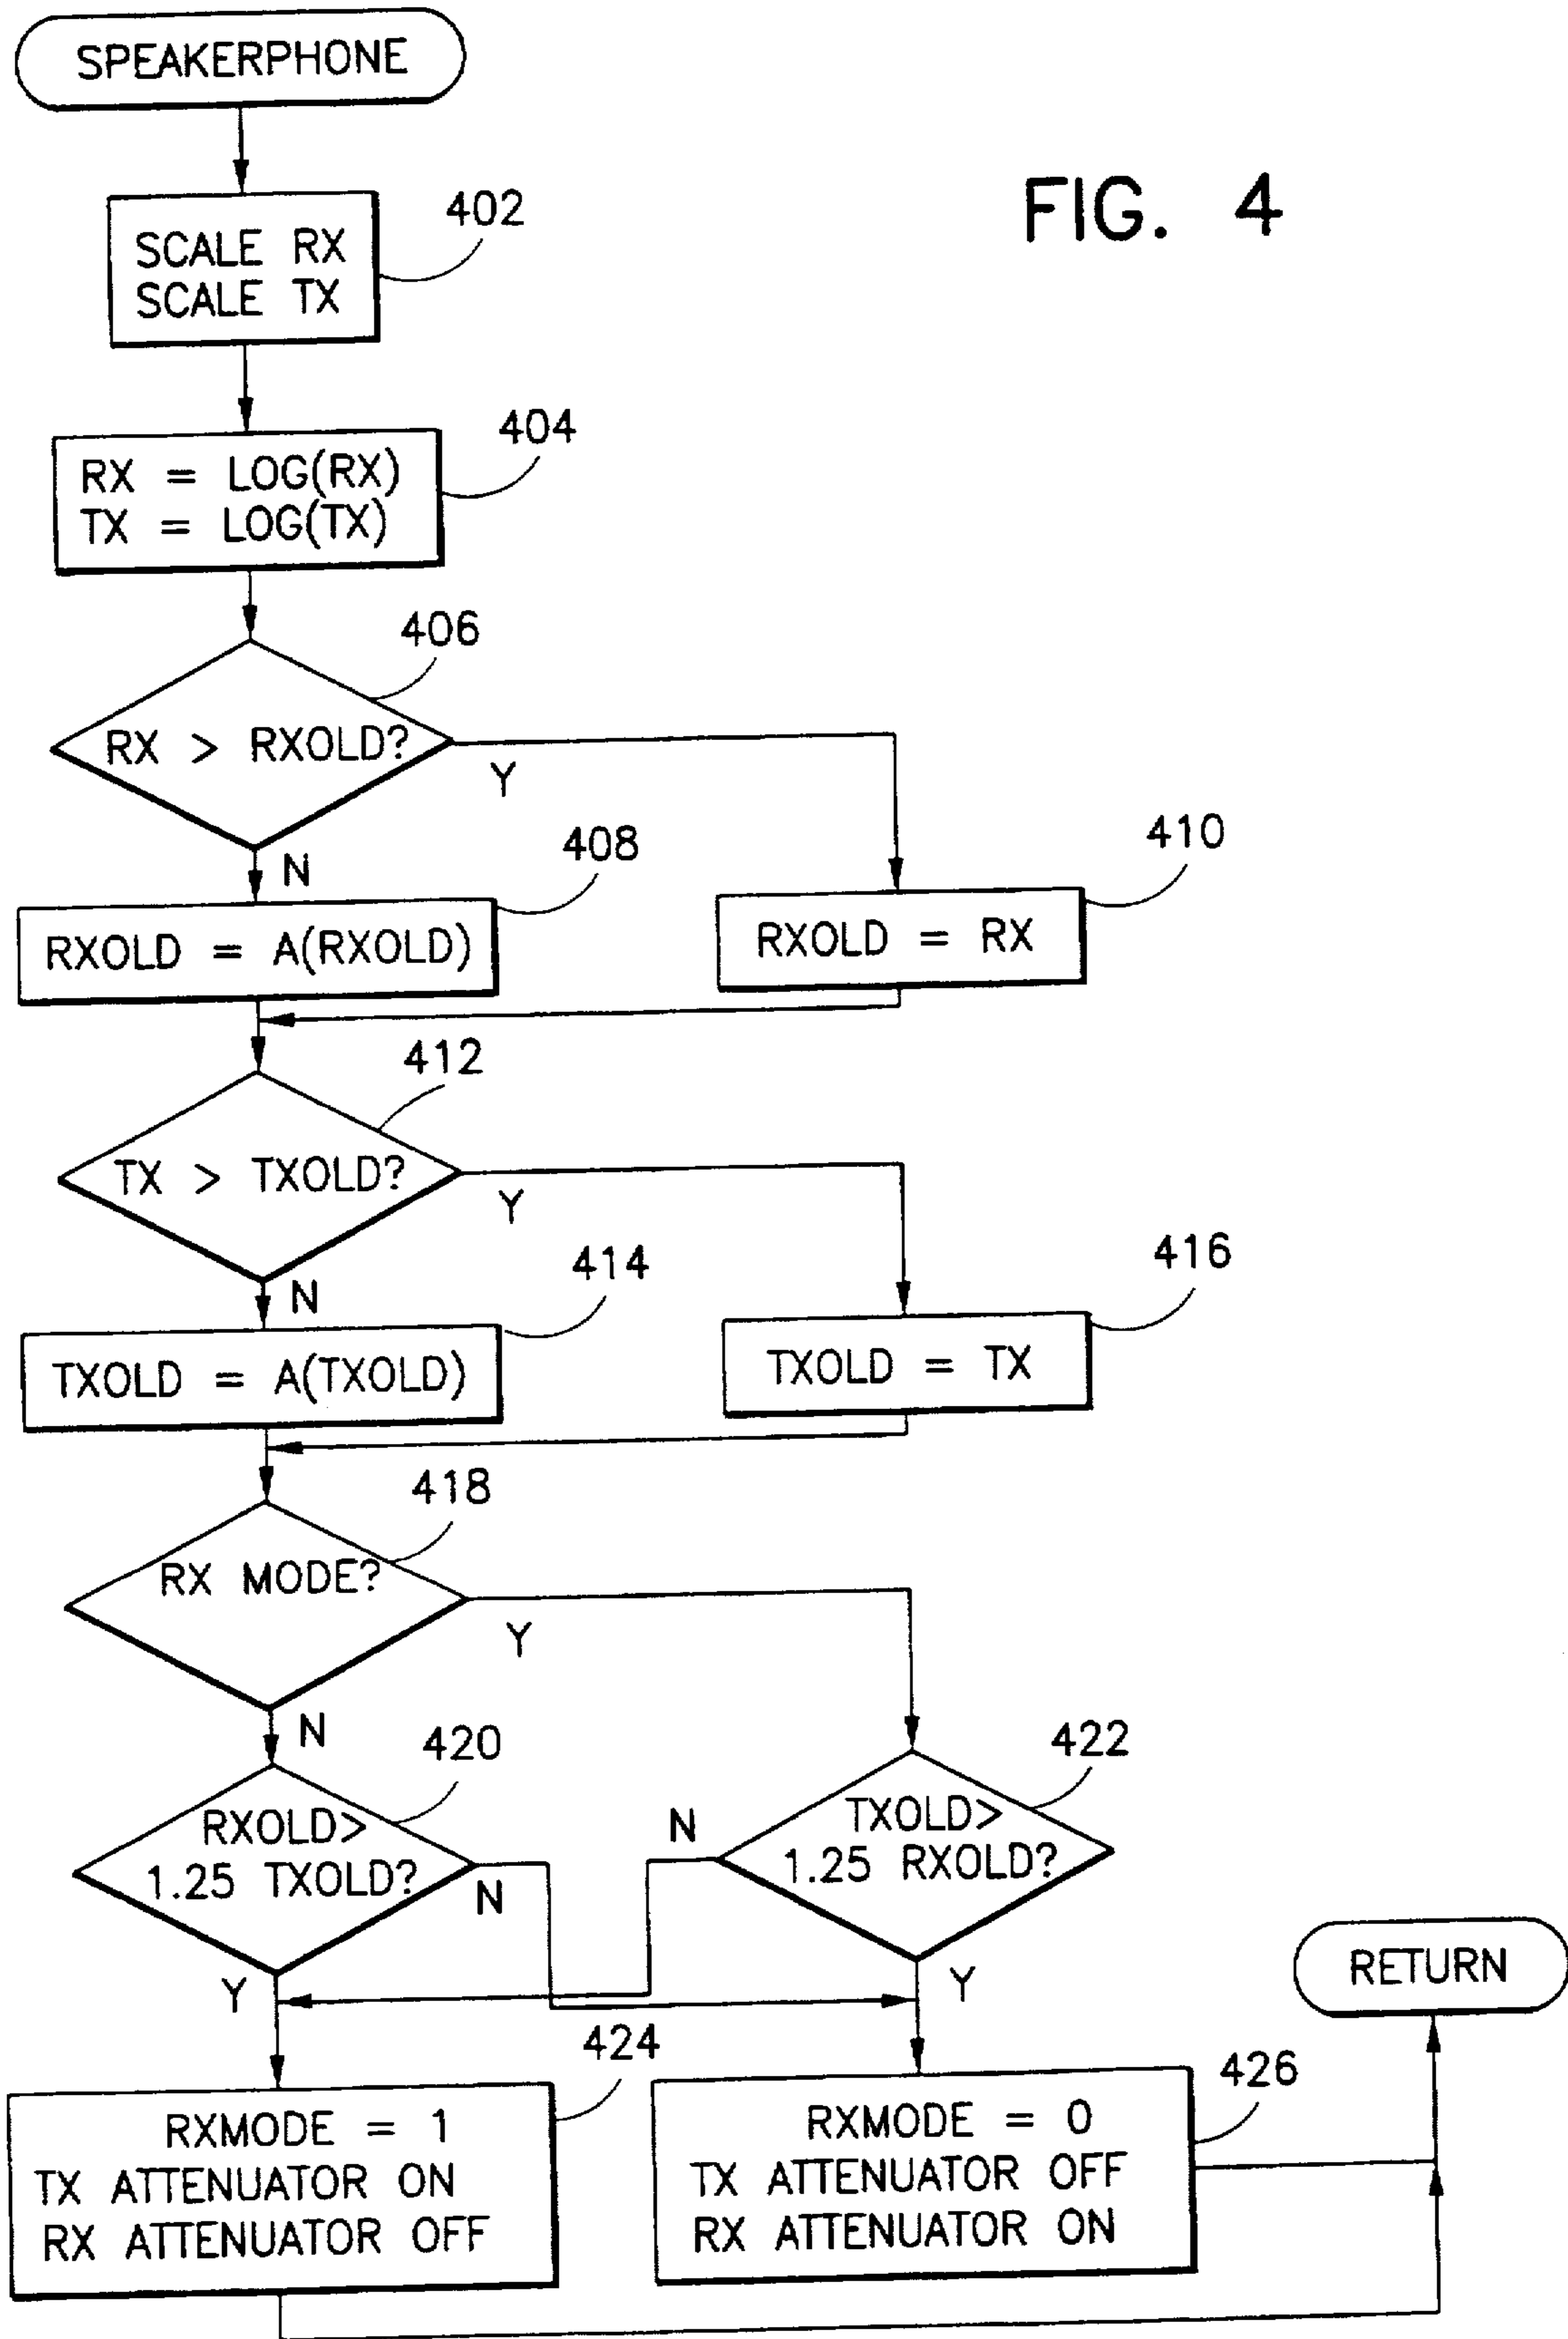 SPEAKERPHONE
FIG. 4
402
SCALE RX
SCALE TX
404
RX = LOG(RX)
TX = LOG(TX)
406
RX > RXOLD?
Y
N
408
RXOLD = A(RXOLD)
410
RXOLD = RX
412
TX > TXOLD?
Y
N
414
TXOLD = A(TXOLD)
416
TXOLD = TX
418
RX MODE?
Y
N
420
RXOLD>
1.25 TXOLD?
N
Y
422
TXOLD>
1.25 RXOLD?
N
Y
RETURN
424
RXMODE = 1
TX ATTENUATOR ON
RX ATTENUATOR OFF
426
RXMODE = 0
TX ATTENUATOR OFF
RX ATTENUATOR ON